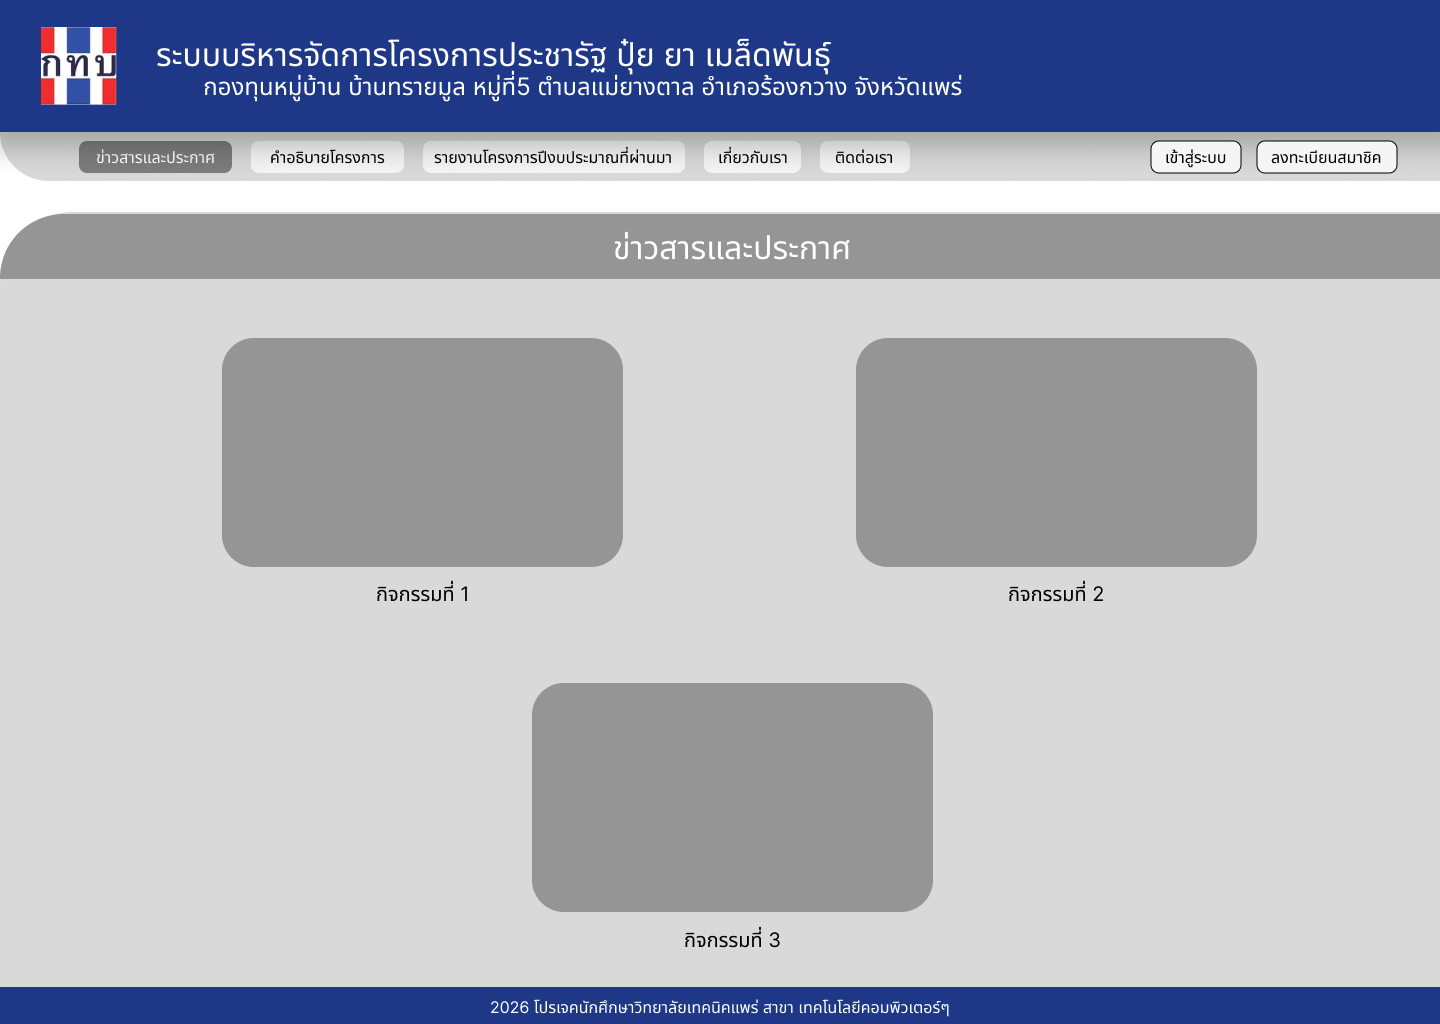 กทบ
ระบบบริหารจัดการโครงการประชารัฐ ปุ๋ย ยา เมล็ดพันธุ์
กองทุนหมู่บ้าน บ้านทรายมูล หมู่ที่5 ตำบลแม่ยางตาล อำเภอร้องกวาง จังหวัดแพร่
ข่าวสารและประกาศ คำอธิบายโครงการ รายงานโครงการปีงบประมาณที่ผ่านมา เกี่ยวกับเรา ติดต่อเรา เข้าสู่ระบบ ลงทะเบียนสมาชิค
ข่าวสารและประกาศ
กิจกรรมที่ 1 กิจกรรมที่ 2
กิจกรรมที่ 3
2026 โปรเจคนักศึกษาวิทยาลัยเทคนิคแพร่ สาขา เทคโนโลยีคอมพิวเตอร์ๆ